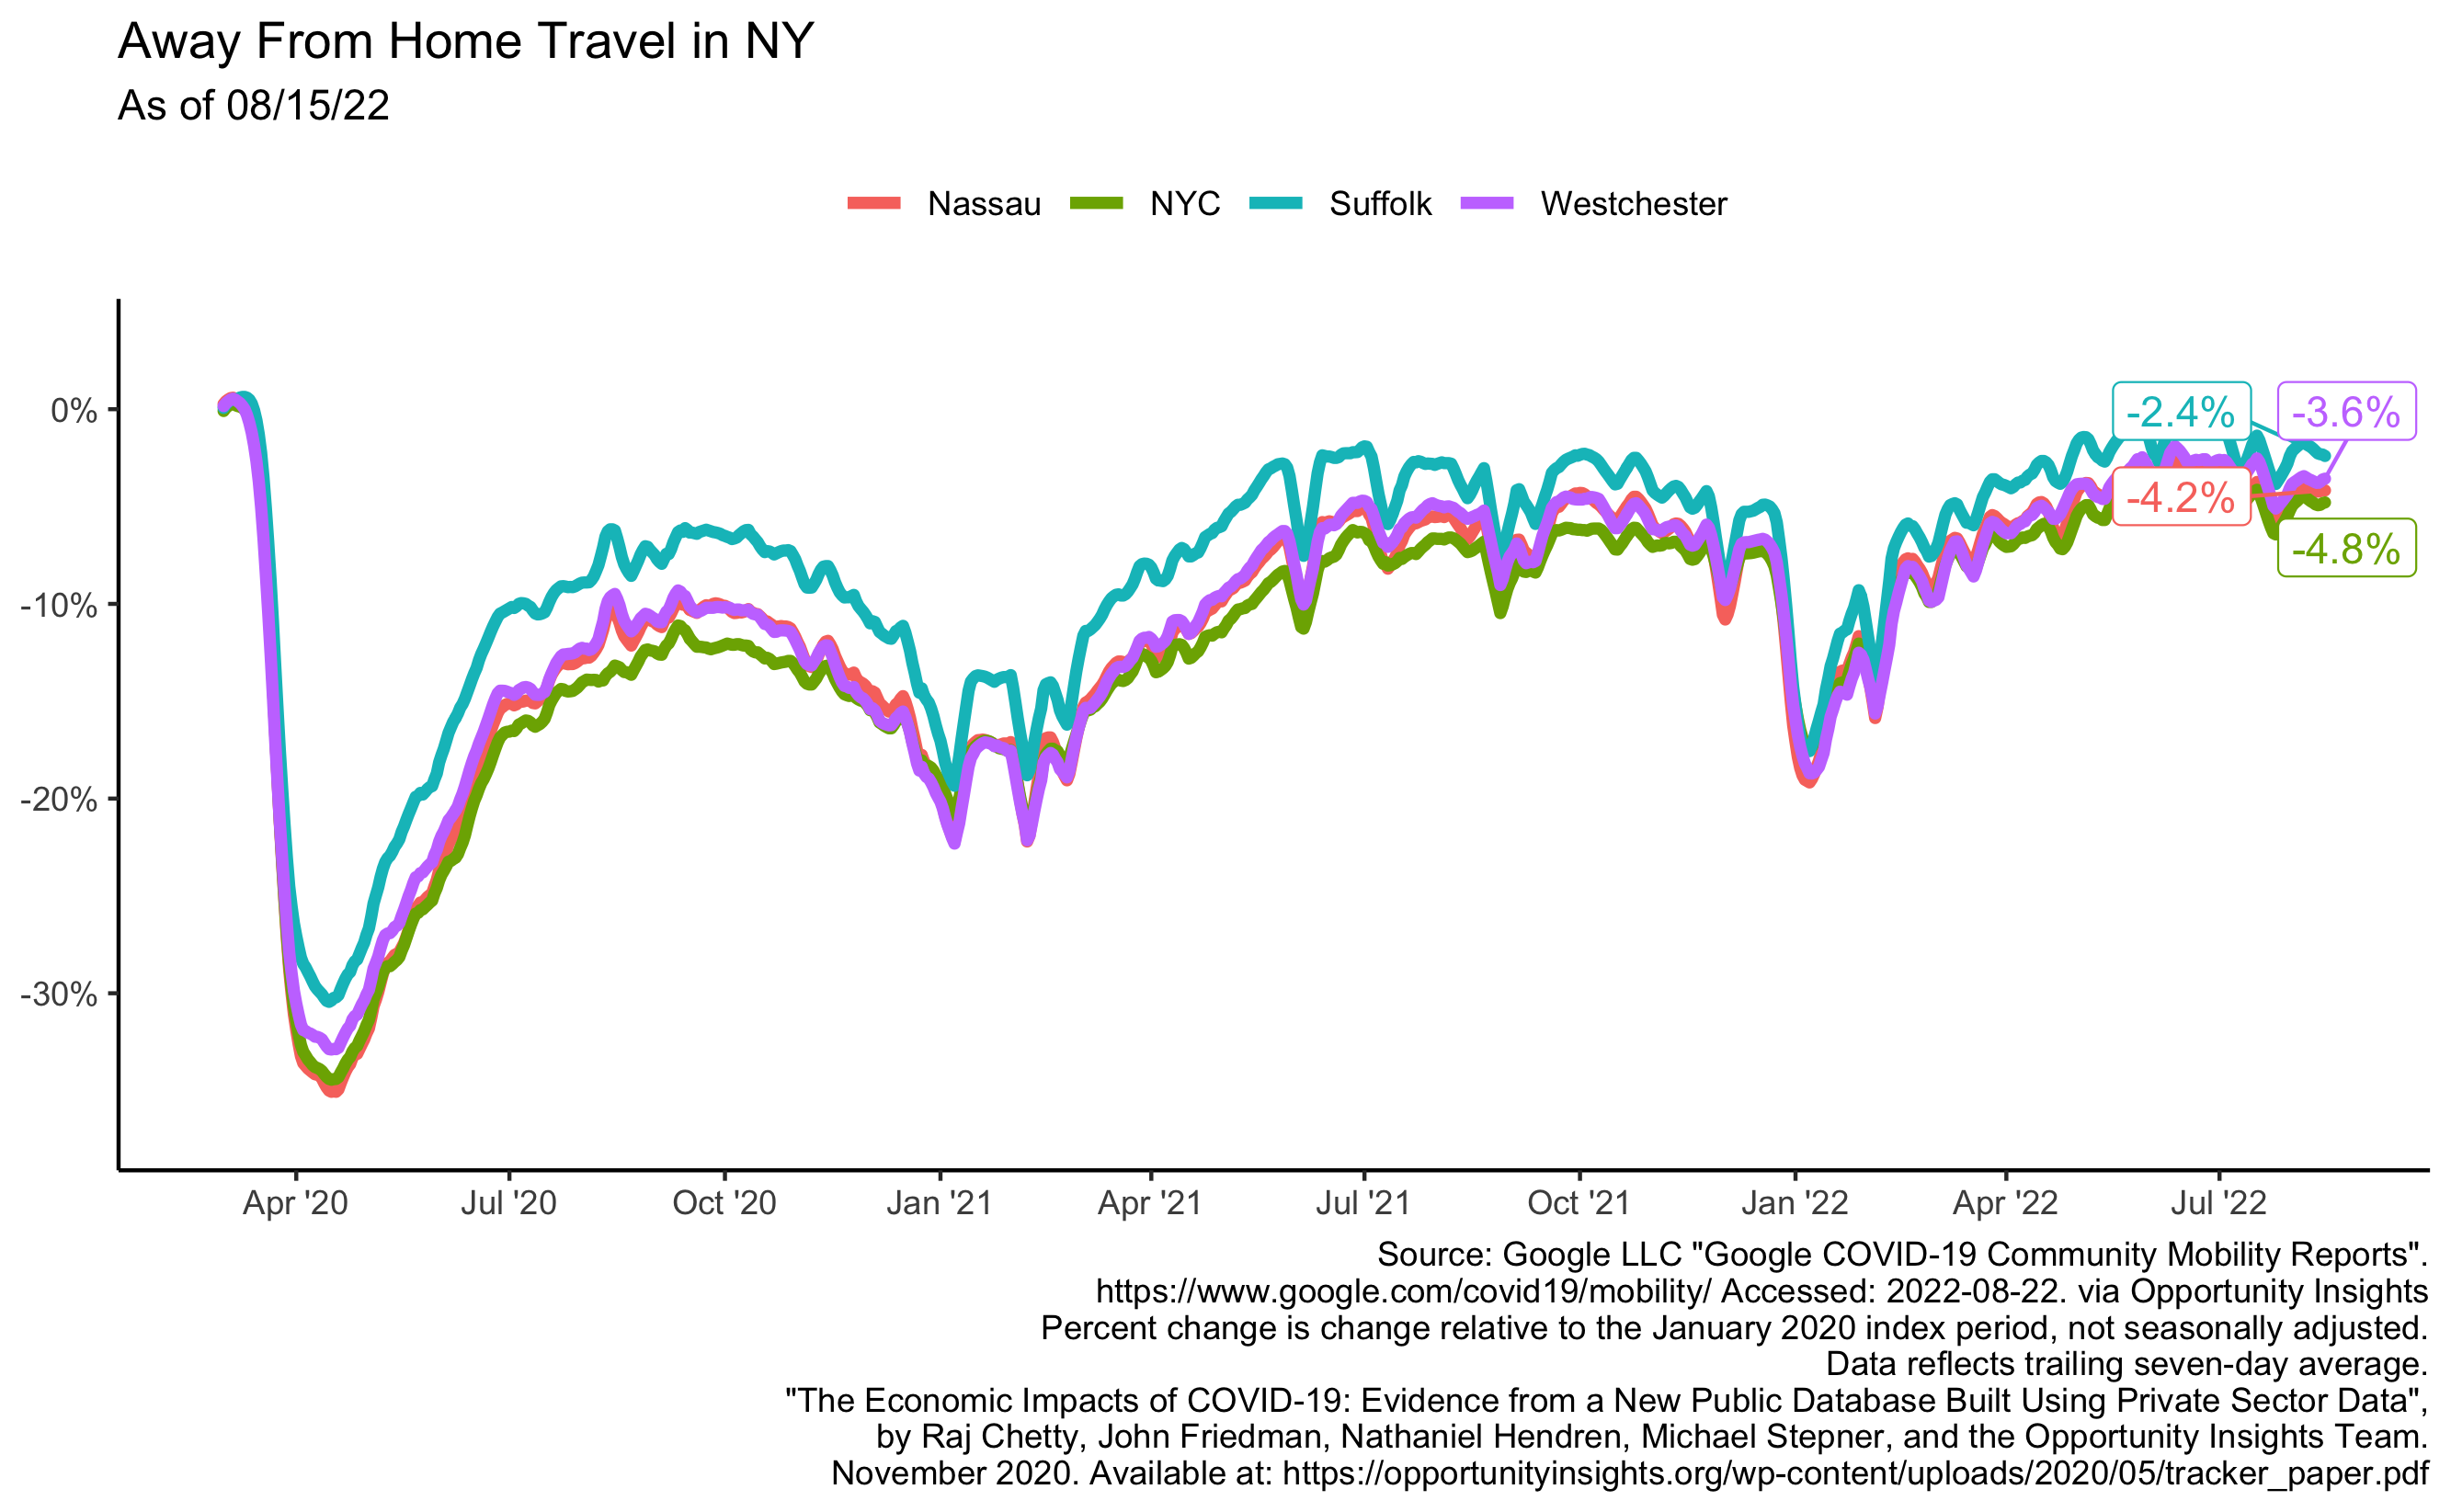 Away From Home Travel in NY
As of 08/15/22
Nassau NYC Suffolk Westchester
0%
-10%
-20%
-30%
-2.4%
-3.6%
-4.2%
-4.8%
Apr '20 Jul '20 Oct '20 Jan '21 Apr '21 Jul '21 Oct '21 Jan '22 Apr '22 Jul '22
Source: Google LLC "Google COVID-19 Community Mobility Reports".
https://www.google.com/covid19/mobility/ Accessed: 2022-08-22. via Opportunity Insights
Percent change is change relative to the January 2020 index period, not seasonally adjusted.
Data reflects trailing seven-day average.
"The Economic Impacts of COVID-19: Evidence from a New Public Database Built Using Private Sector Data",
by Raj Chetty, John Friedman, Nathaniel Hendren, Michael Stepner, and the Opportunity Insights Team.
November 2020. Available at: https://opportunityinsights.org/wp-content/uploads/2020/05/tracker_paper.pdf